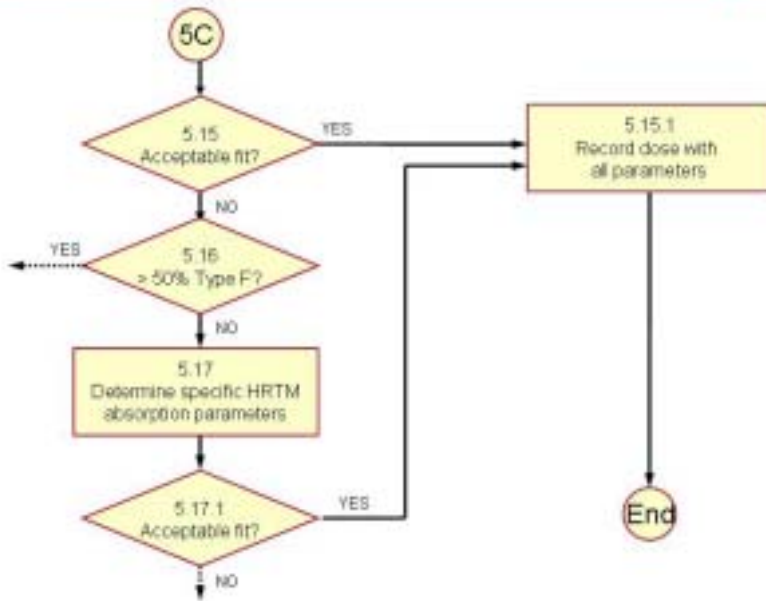 5C
5.15
Acceptable fit?
YES
5.15.1
Record dose with
all parameters
NO
5.16
> 50% Type F?
YES
NO
5.17
Determine specific HRTM
absorption parameters
5.17.1
Acceptable fit?
YES
NO
End